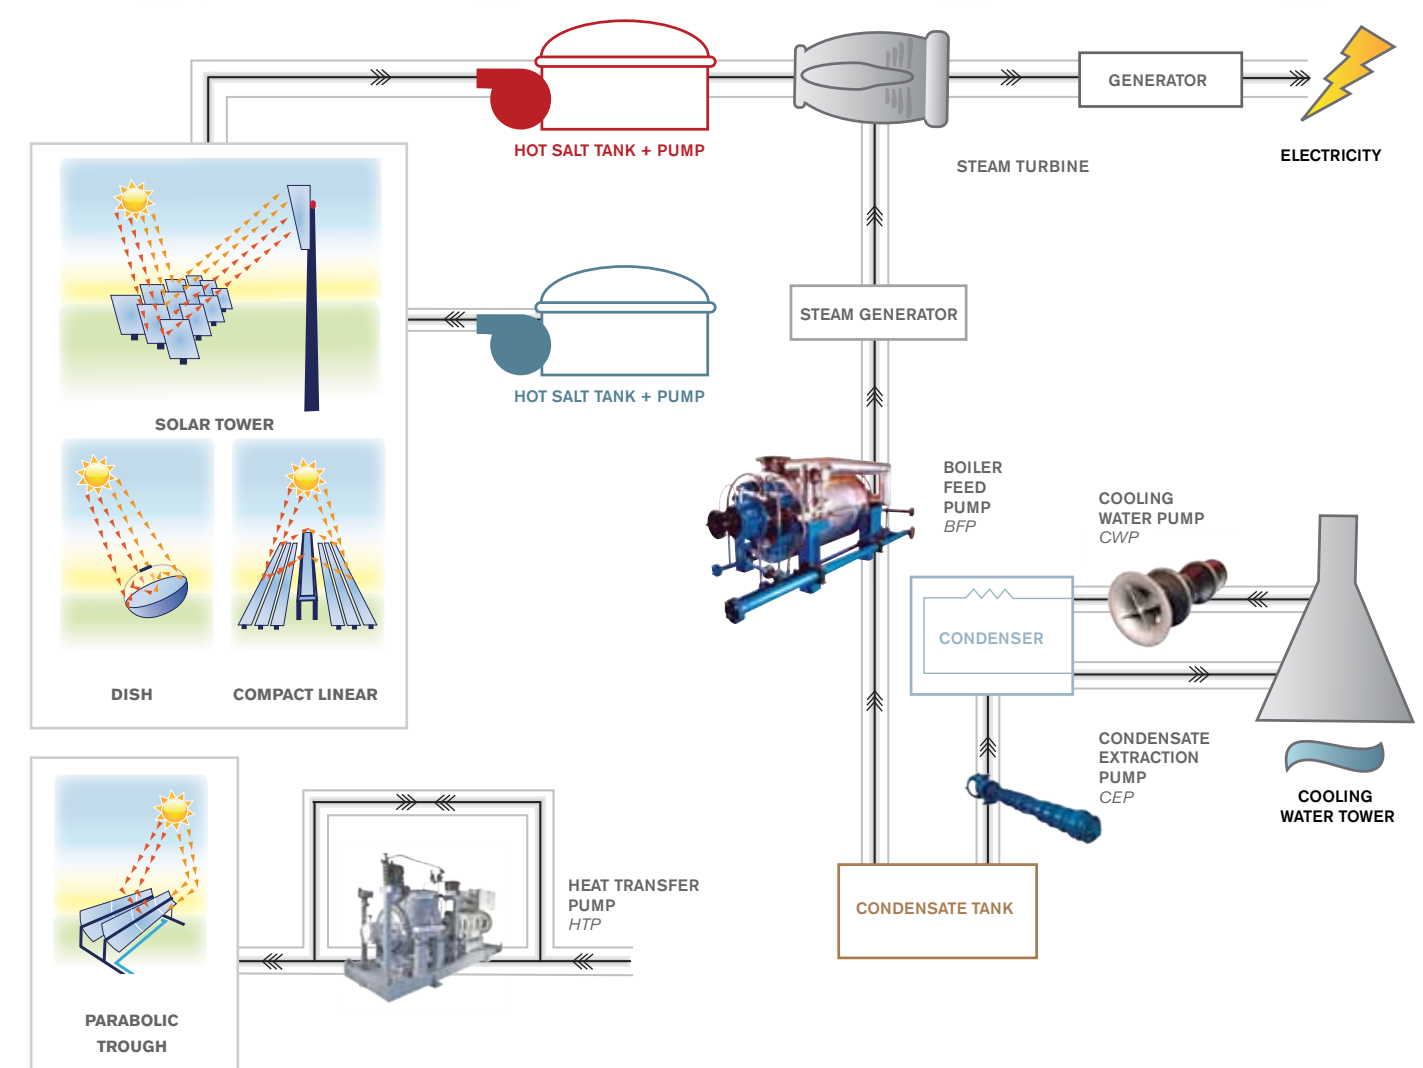 HOT SALT TANK + PUMP
STEAM TURBINE
GENERATOR
ELECTRICITY
SOLAR TOWER
HOT SALT TANK + PUMP
STEAM GENERATOR
DISH
COMPACT LINEAR
BOILER
FEED
PUMP
BFP
COOLING
WATER PUMP
CWP
CONDENSER
CONDENSATE
EXTRACTION
PUMP
CEP
COOLING
WATER TOWER
HEAT TRANSFER
PUMP
HTP
CONDENSATE TANK
PARABOLIC
TROUGH